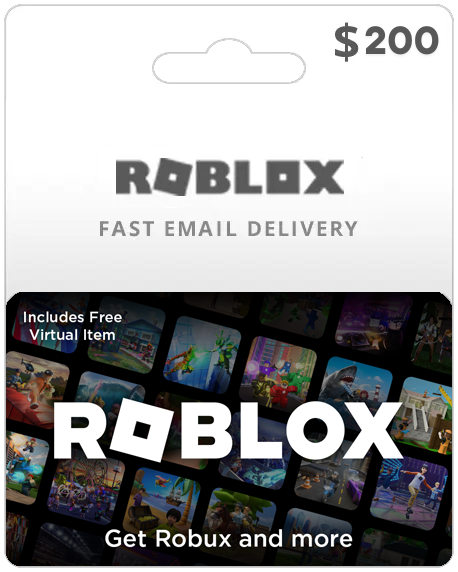 $200
ROBLOX
FAST EMAIL DELIVERY
Includes Free
Virtual Item
ROBLOX
Get Robux and more